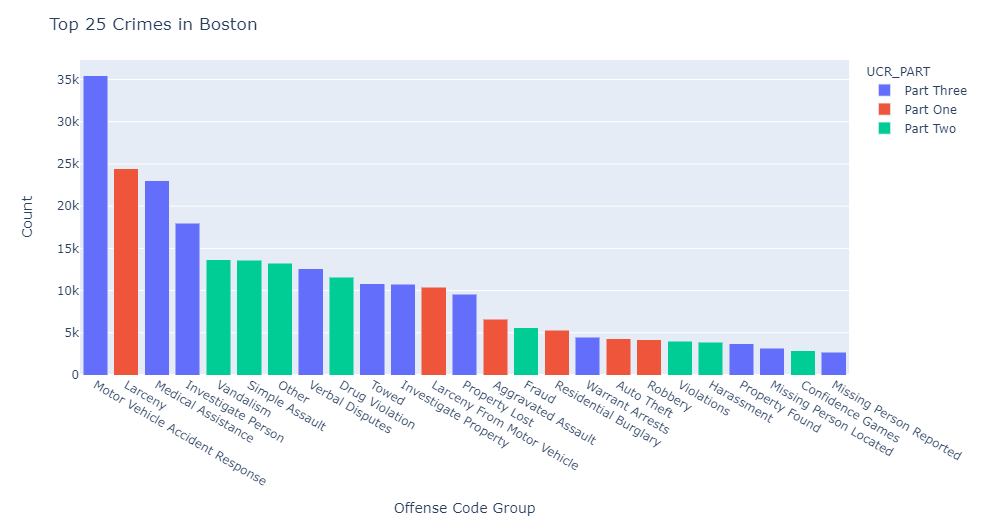 Top 25 Crimes in Boston
UCR_PART
Part Three
Part One
Part Two
Count
35k
30k
25k
20k
15k
10k
5k
0
Motor Vehicle Accident Response
Larceny
Medical Assistance
Investigate Person
Vandalism
Simple Assault
Other
Verbal Disputes
Drug Violation
Towed
Investigate Property
Larceny From Motor Vehicle
Property Lost
Aggravated Assault
Fraud
Residential Burglary
Warrant Arrests
Auto Theft
Robbery
Violations
Harassment
Property Found
Missing Person Located
Confidence Games
Missing Person Reported
Offense Code Group